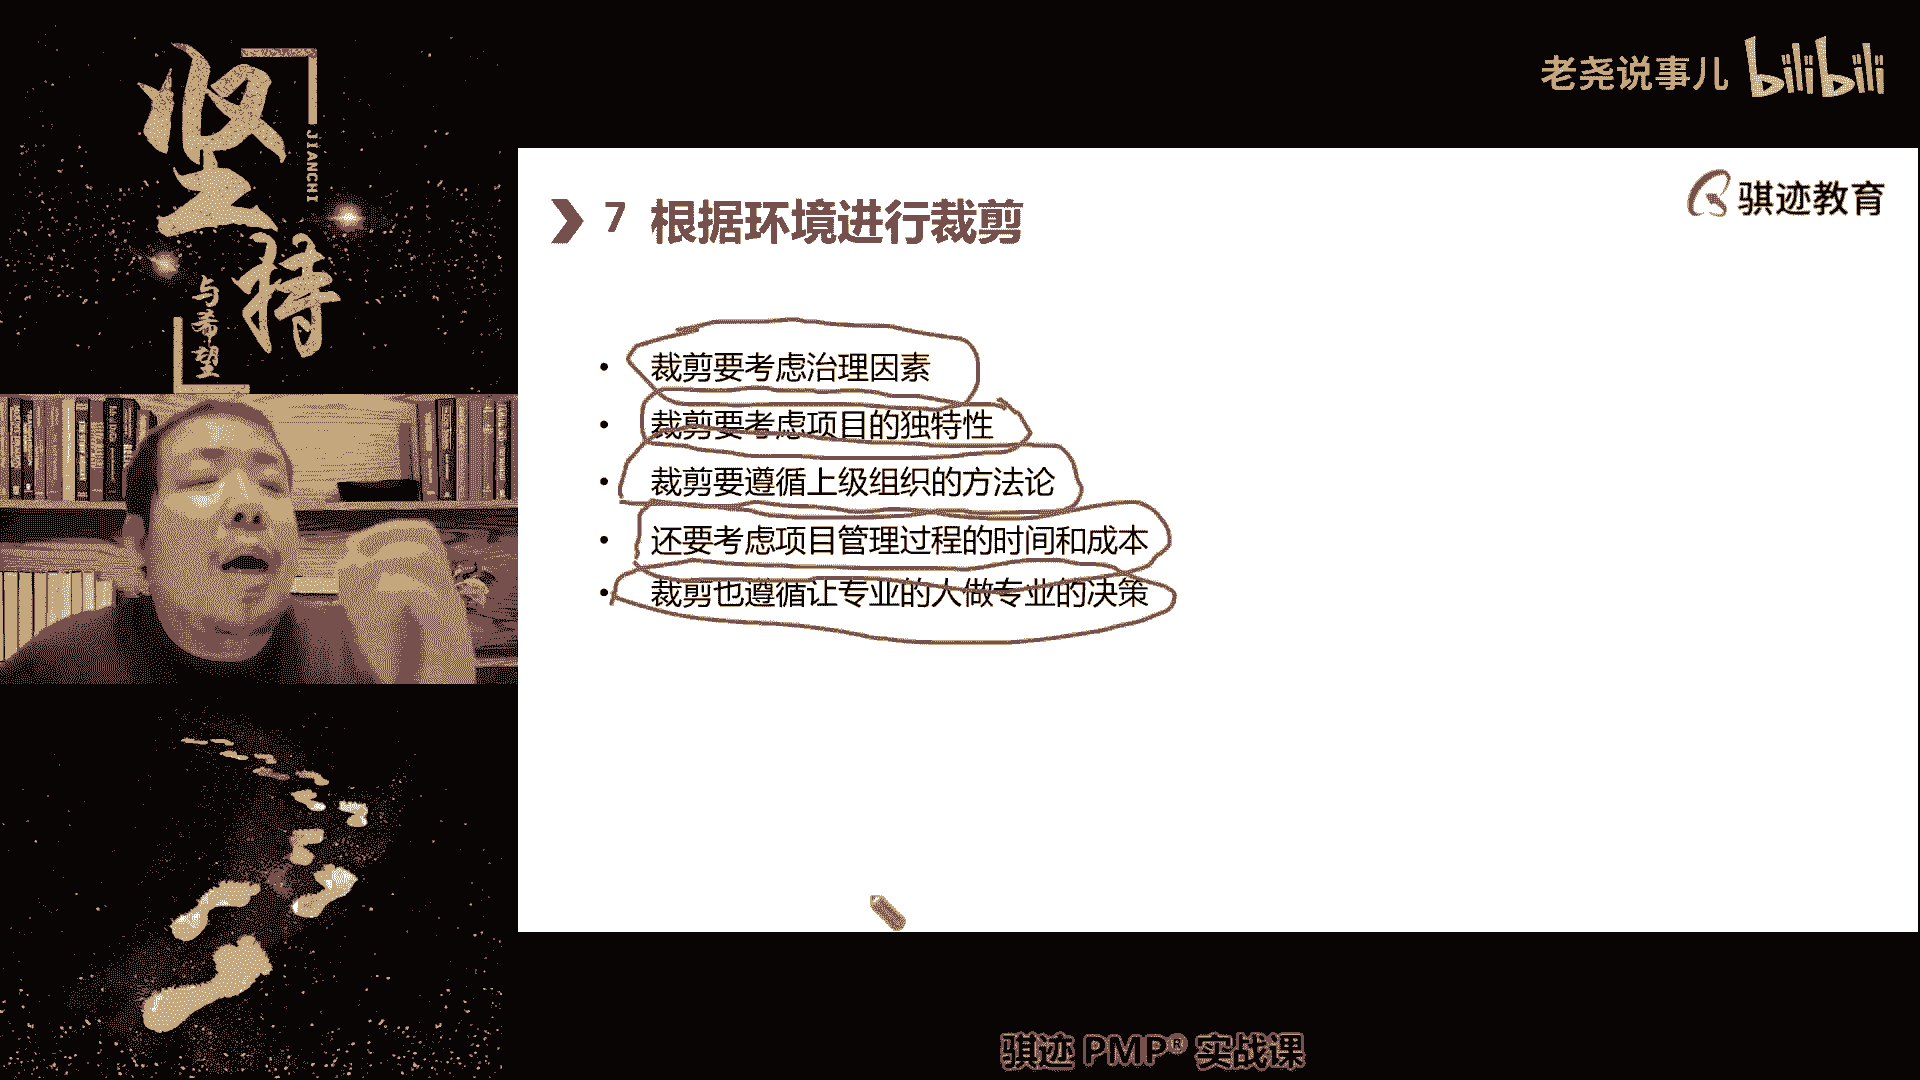 坚持
JIANCHI
与希望
老尧说事儿 bilibili
骐迹教育
7 根据环境进行裁剪
• 裁剪要考虑治理因素
• 裁剪要考虑项目的独特性
• 裁剪要遵循上级组织的方法论
• 还要考虑项目管理过程的时间和成本
• 裁剪也遵循让专业的人做专业的决策
骐迹 PMP® 实战课